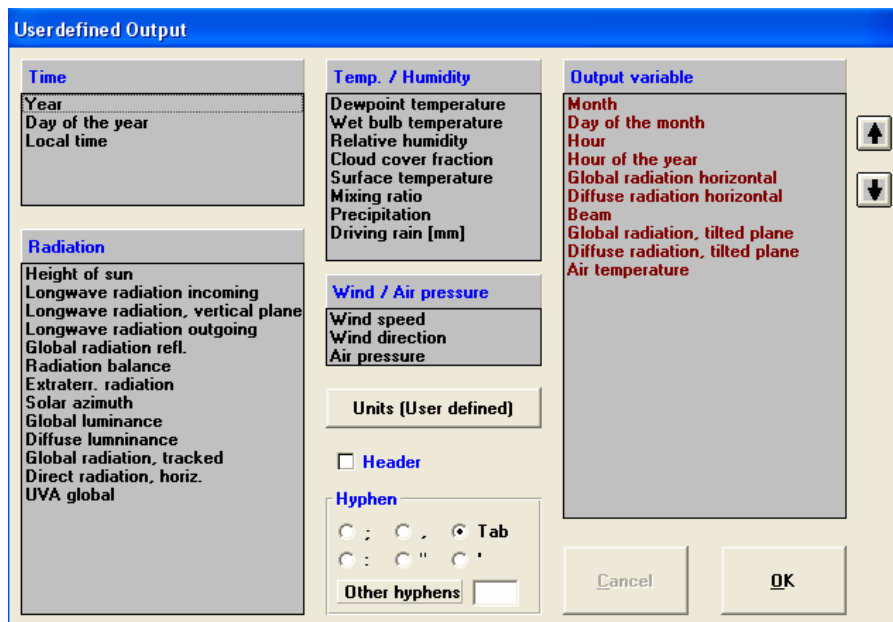 Userdefined Output
Time
Year
Day of the year
Local time
Radiation
Height of sun
Longwave radiation incoming
Longwave radiation, vertical plane
Longwave radiation outgoing
Global radiation refl.
Radiation balance
Extraterr. radiation
Solar azimuth
Global luminance
Diffuse lumninance
Global radiation, tracked
Direct radiation, horiz.
UVA global
Temp. / Humidity
Dewpoint temperature
Wet bulb temperature
Relative humidity
Cloud cover fraction
Surface temperature
Mixing ratio
Precipitation
Driving rain [mm]
Wind / Air pressure
Wind speed
Wind direction
Air pressure
Units (User defined)
Header
Hyphen
; , Tab
: " '
Other hyphens
Output variable
Month
Day of the month
Hour
Hour of the year
Global radiation horizontal
Diffuse radiation horizontal
Beam
Global radiation, tilted plane
Diffuse radiation, tilted plane
Air temperature
Cancel
OK